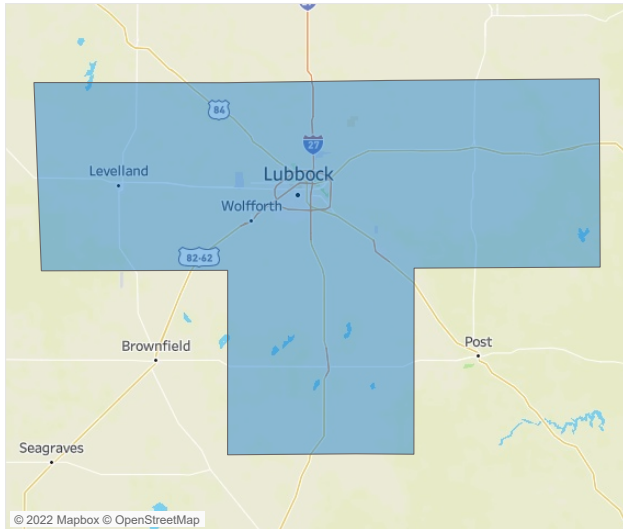 84
27
Levelland
Lubbock
Wolfforth
82-62
Brownfield
Post
Seagraves
© 2022 Mapbox © OpenStreetMap